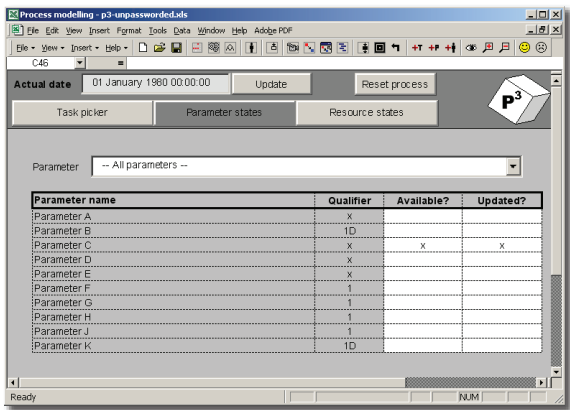 Process modelling - p3-unpassworded.xls
File Edit View Insert Format Tools Data Window Help Adobe PDF
File View Insert Help +T +P
C46 =
Actual date 01 January 1980 00:00:00 Update Reset process
P3
Task picker Parameter states Resource states
Parameter -- All parameters --
Parameter name Qualifier Available? Updated?
Parameter A x
Parameter B 1D
Parameter C x x x
Parameter D x
Parameter E x
Parameter F 1
Parameter G 1
Parameter H 1
Parameter J 1
Parameter K 1D
Ready NUM